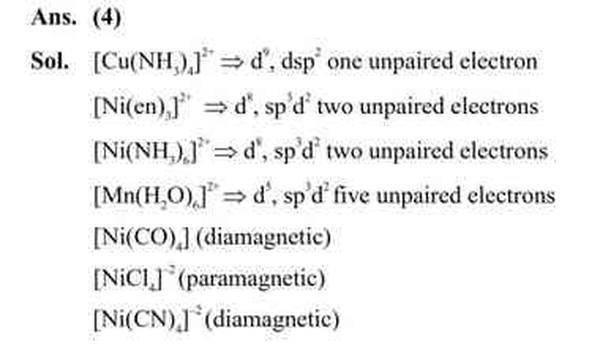 Ans. (4)
Sol. [Cu(NH₃)₄]²⁺ ⇒ d⁹, dsp² one unpaired electron
[Ni(en)₃]²⁺ ⇒ d⁸, sp³d² two unpaired electrons
[Ni(NH₃)₆]²⁺ ⇒ d⁸, sp³d² two unpaired electrons
[Mn(H₂O)₆]²⁺ ⇒ d⁵, sp³d² five unpaired electrons
[Ni(CO)₄] (diamagnetic)
[NiCl₄]⁻² (paramagnetic)
[Ni(CN)₄]⁻² (diamagnetic)